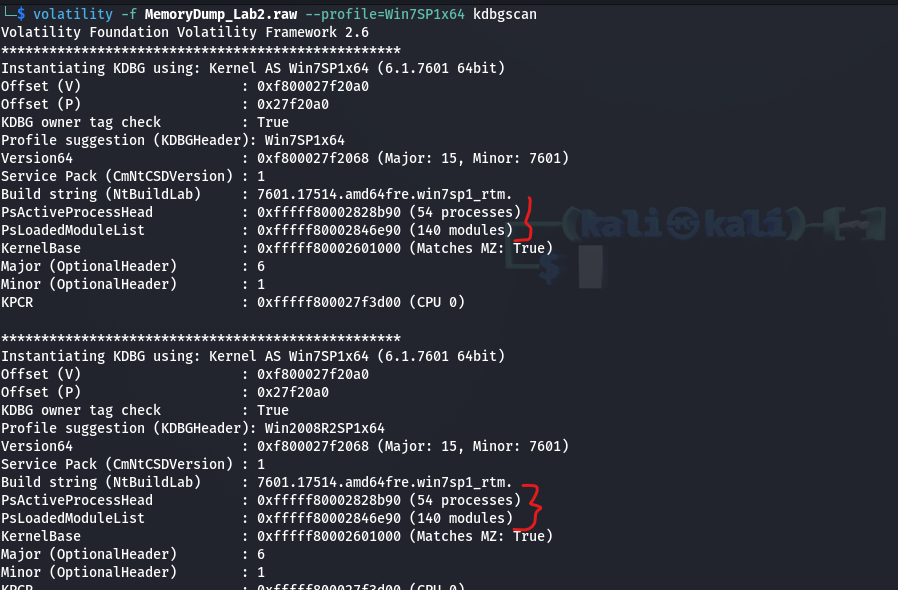 └─$ volatility -f MemoryDump_Lab2.raw --profile=Win7SP1x64 kdbgscan
Volatility Foundation Volatility Framework 2.6
**************************************************
Instantiating KDBG using: Kernel AS Win7SP1x64 (6.1.7601 64bit)
Offset (V)                    : 0xf800027f20a0
Offset (P)                    : 0x27f20a0
KDBG owner tag check          : True
Profile suggestion (KDBGHeader): Win7SP1x64
Version64                     : 0xf800027f2068 (Major: 15, Minor: 7601)
Service Pack (CmNtCSDVersion) : 1
Build string (NtBuildLab)     : 7601.17514.amd64fre.win7sp1_rtm.
PsActiveProcessHead           : 0xfffff80002828b90 (54 processes)
PsLoadedModuleList            : 0xfffff80002846e90 (140 modules)
KernelBase                    : 0xfffff80002601000 (Matches MZ: True)
Major (OptionalHeader)        : 6
Minor (OptionalHeader)        : 1
KPCR                          : 0xfffff800027f3d00 (CPU 0)
(kali㉿kali)-[~]
$
**************************************************
Instantiating KDBG using: Kernel AS Win7SP1x64 (6.1.7601 64bit)
Offset (V)                    : 0xf800027f20a0
Offset (P)                    : 0x27f20a0
KDBG owner tag check          : True
Profile suggestion (KDBGHeader): Win2008R2SP1x64
Version64                     : 0xf800027f2068 (Major: 15, Minor: 7601)
Service Pack (CmNtCSDVersion) : 1
Build string (NtBuildLab)     : 7601.17514.amd64fre.win7sp1_rtm.
PsActiveProcessHead           : 0xfffff80002828b90 (54 processes)
PsLoadedModuleList            : 0xfffff80002846e90 (140 modules)
KernelBase                    : 0xfffff80002601000 (Matches MZ: True)
Major (OptionalHeader)        : 6
Minor (OptionalHeader)        : 1
KPCR                          : 0xfffff800027f3d00 (CPU 0)